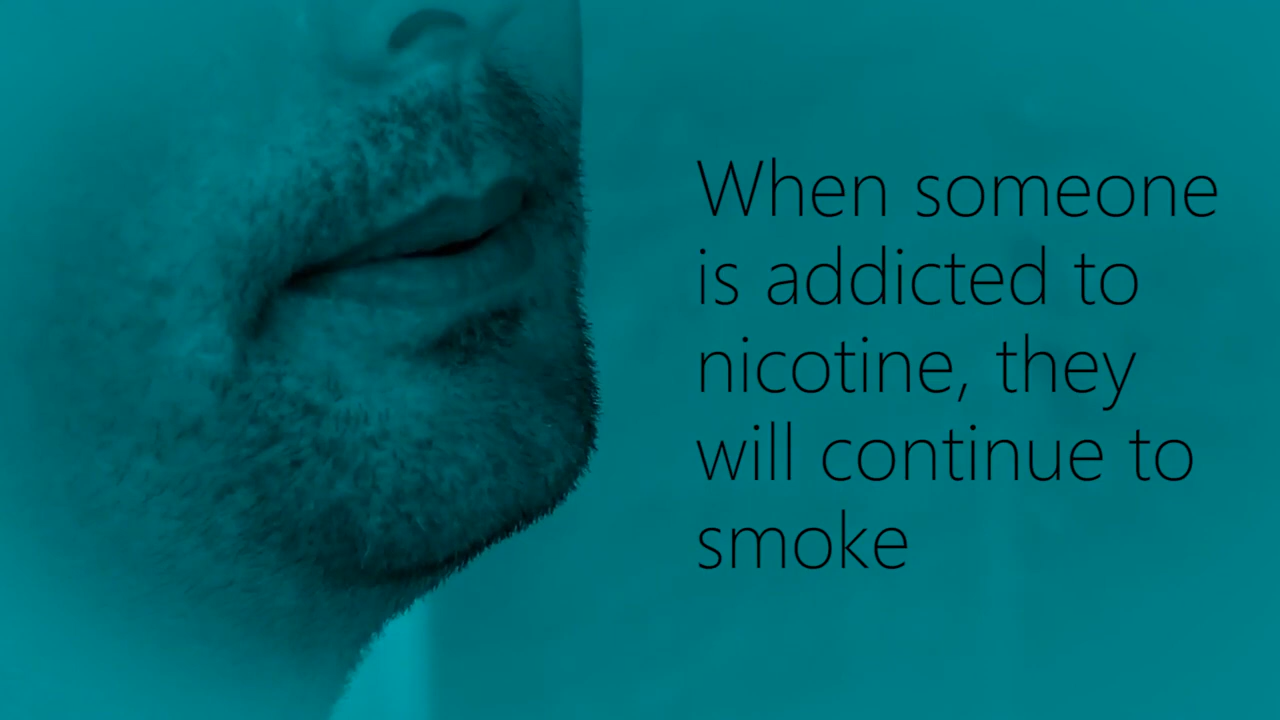 When someone
is addicted to
nicotine, they
will continue to
smoke